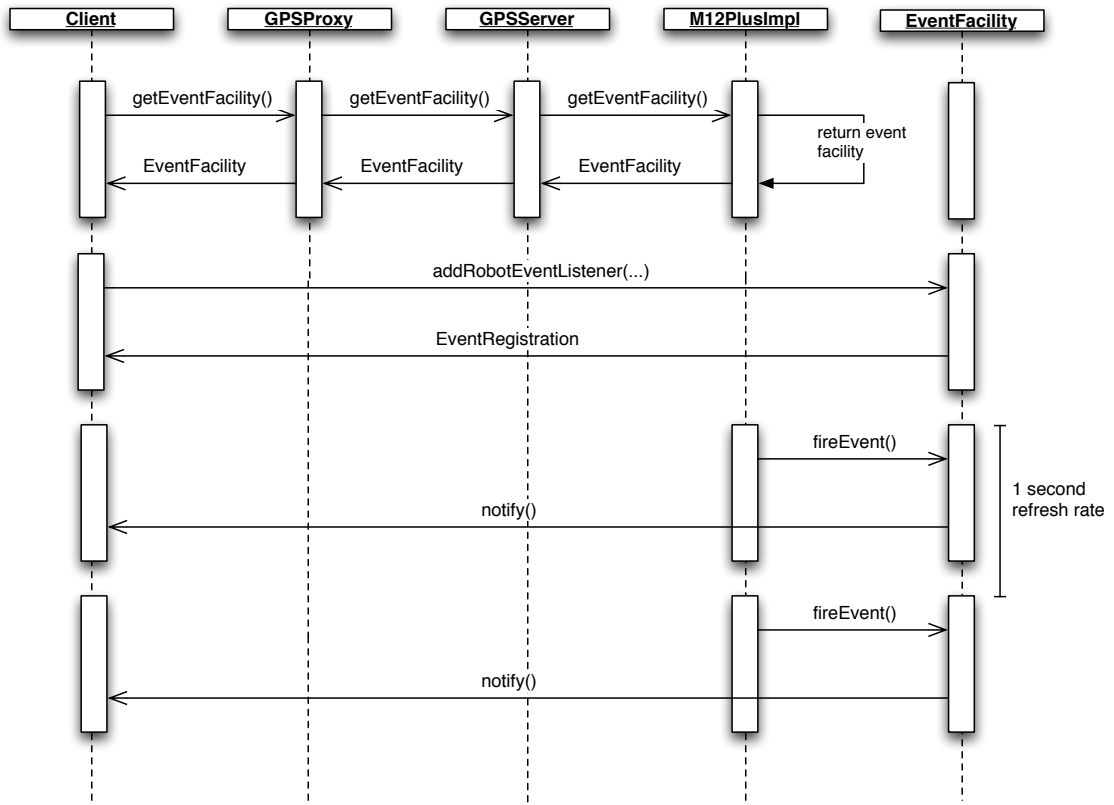 Client
GPSProxy
GPSServer
M12PlusImpl
EventFacility
getEventFacility()
getEventFacility()
getEventFacility()
return event
facility
EventFacility
EventFacility
EventFacility
addRobotEventListener(...)
EventRegistration
fireEvent()
1 second
refresh rate
notify()
fireEvent()
notify()